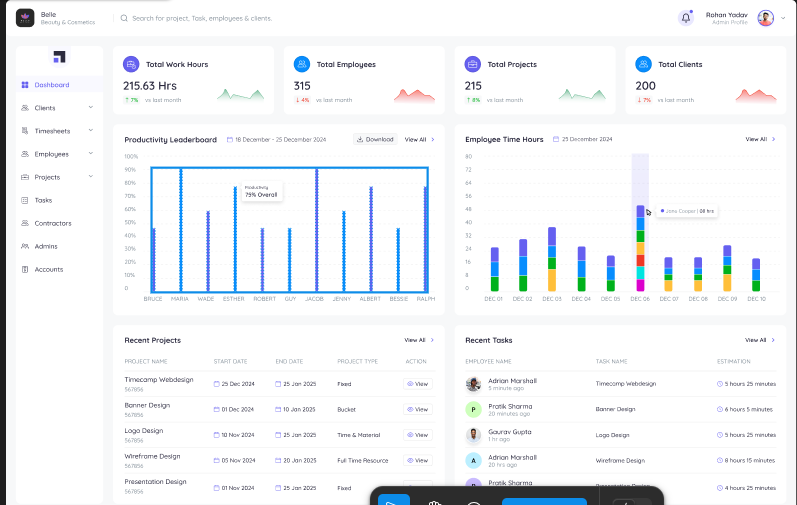 Belle
Beauty & Cosmetics
Search for project, Task, employees & clients.
Rohan Yadav
Admin Profile
Dashboard
Clients
Timesheets
Employees
Projects
Tasks
Contractors
Admins
Accounts
Total Work Hours
215.63 Hrs
↑ 7% vs last month
Total Employees
315
↓ 4% vs last month
Total Projects
215
↑ 8% vs last month
Total Clients
200
↓ 7% vs last month
Productivity Leaderboard
18 December - 25 December 2024
Download
View All
100%
90%
80%
70%
60%
50%
40%
30%
20%
10%
0
Productivity
75% Overall
BRUCE MARIA WADE ESTHER ROBERT GUY JACOB JENNY ALBERT BESSIE RALPH
Employee Time Hours
25 December 2024
View All
80
72
64
56
48
40
32
24
16
8
0
Jane Cooper | 08 hrs
DEC 01 DEC 02 DEC 03 DEC 04 DEC 05 DEC 06 DEC 07 DEC 08 DEC 09 DEC 10
Recent Projects
View All
PROJECT NAME START DATE END DATE PROJECT TYPE ACTION
Timecamp Webdesign
567856
25 Dec 2024 25 Jan 2025 Fixed View
Banner Design
567856
01 Dec 2024 10 Jan 2025 Bucket View
Logo Design
567856
18 Nov 2024 25 Jan 2025 Time & Material View
Wireframe Design
567856
05 Nov 2024 20 Jan 2025 Full Time Resource View
Presentation Design
567856
01 Nov 2024 25 Jan 2025 Fixed
Recent Tasks
View All
EMPLOYEE NAME TASK NAME ESTIMATION
Adrian Marshall
5 minute ago
Timecamp Webdesign 5 hours 25 minutes
P
Pratik Sharma
30 minutes ago
Banner Design 6 hours 5 minutes
Gaurav Gupta
1 hr ago
Logo Design 5 hours 25 minutes
A
Adrian Marshall
20 hrs ago
Wireframe Design 8 hours 15 minutes
P
Pratik Sharma
Presentation Design 4 hours 25 minutes